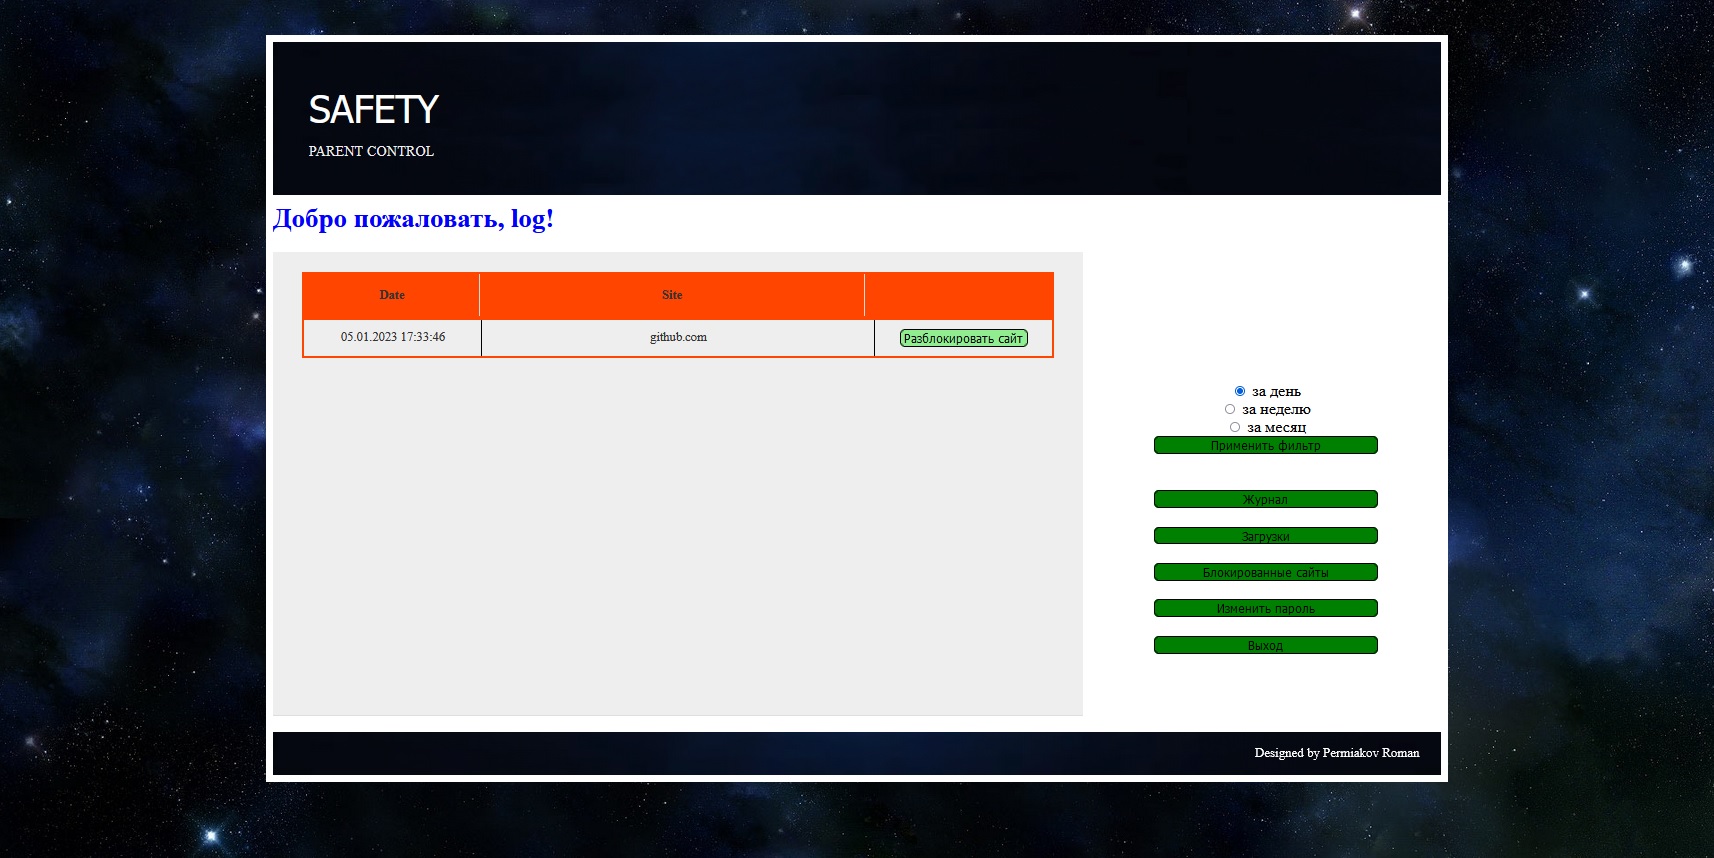 SAFETY
PARENT CONTROL
Добро пожаловать, log!
Date Site
05.01.2023 17:33:46 github.com Разблокировать сайт
за день
за неделю
за месяц
Применить фильтр
Журнал
Загрузки
Блокированные сайты
Изменить пароль
Выход
Designed by Permiakov Roman